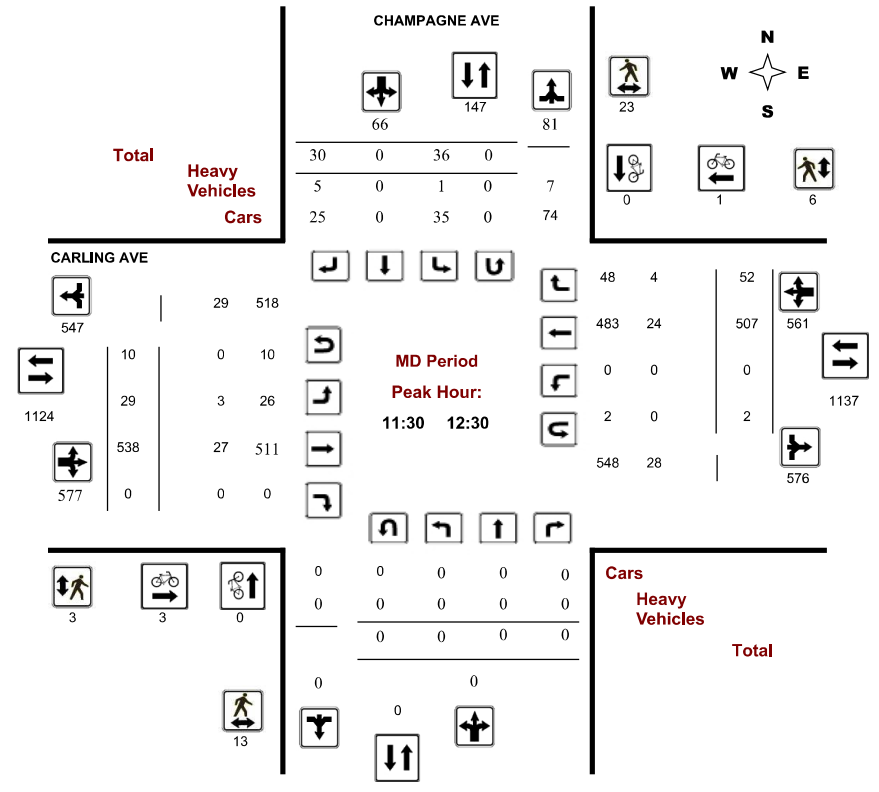 CHAMPAGNE AVE
N
W E
S
66 147 81 23
Total 30 0 36 0
Heavy
Vehicles 5 0 1 0 7
Cars 25 0 35 0 74
0 1 6
CARLING AVE
547 29 518
48 4 52
483 24 507 561
10 0 10
0 0 0
1124 29 3 26
2 0 2 1137
577 538 27 511
548 28 576
0 0 0
MD Period
Peak Hour:
11:30 12:30
3 3 0
0 0 0 0 0
0 0 0 0 0
0 0 0 0
0 0
0
13
Cars
Heavy
Vehicles
Total